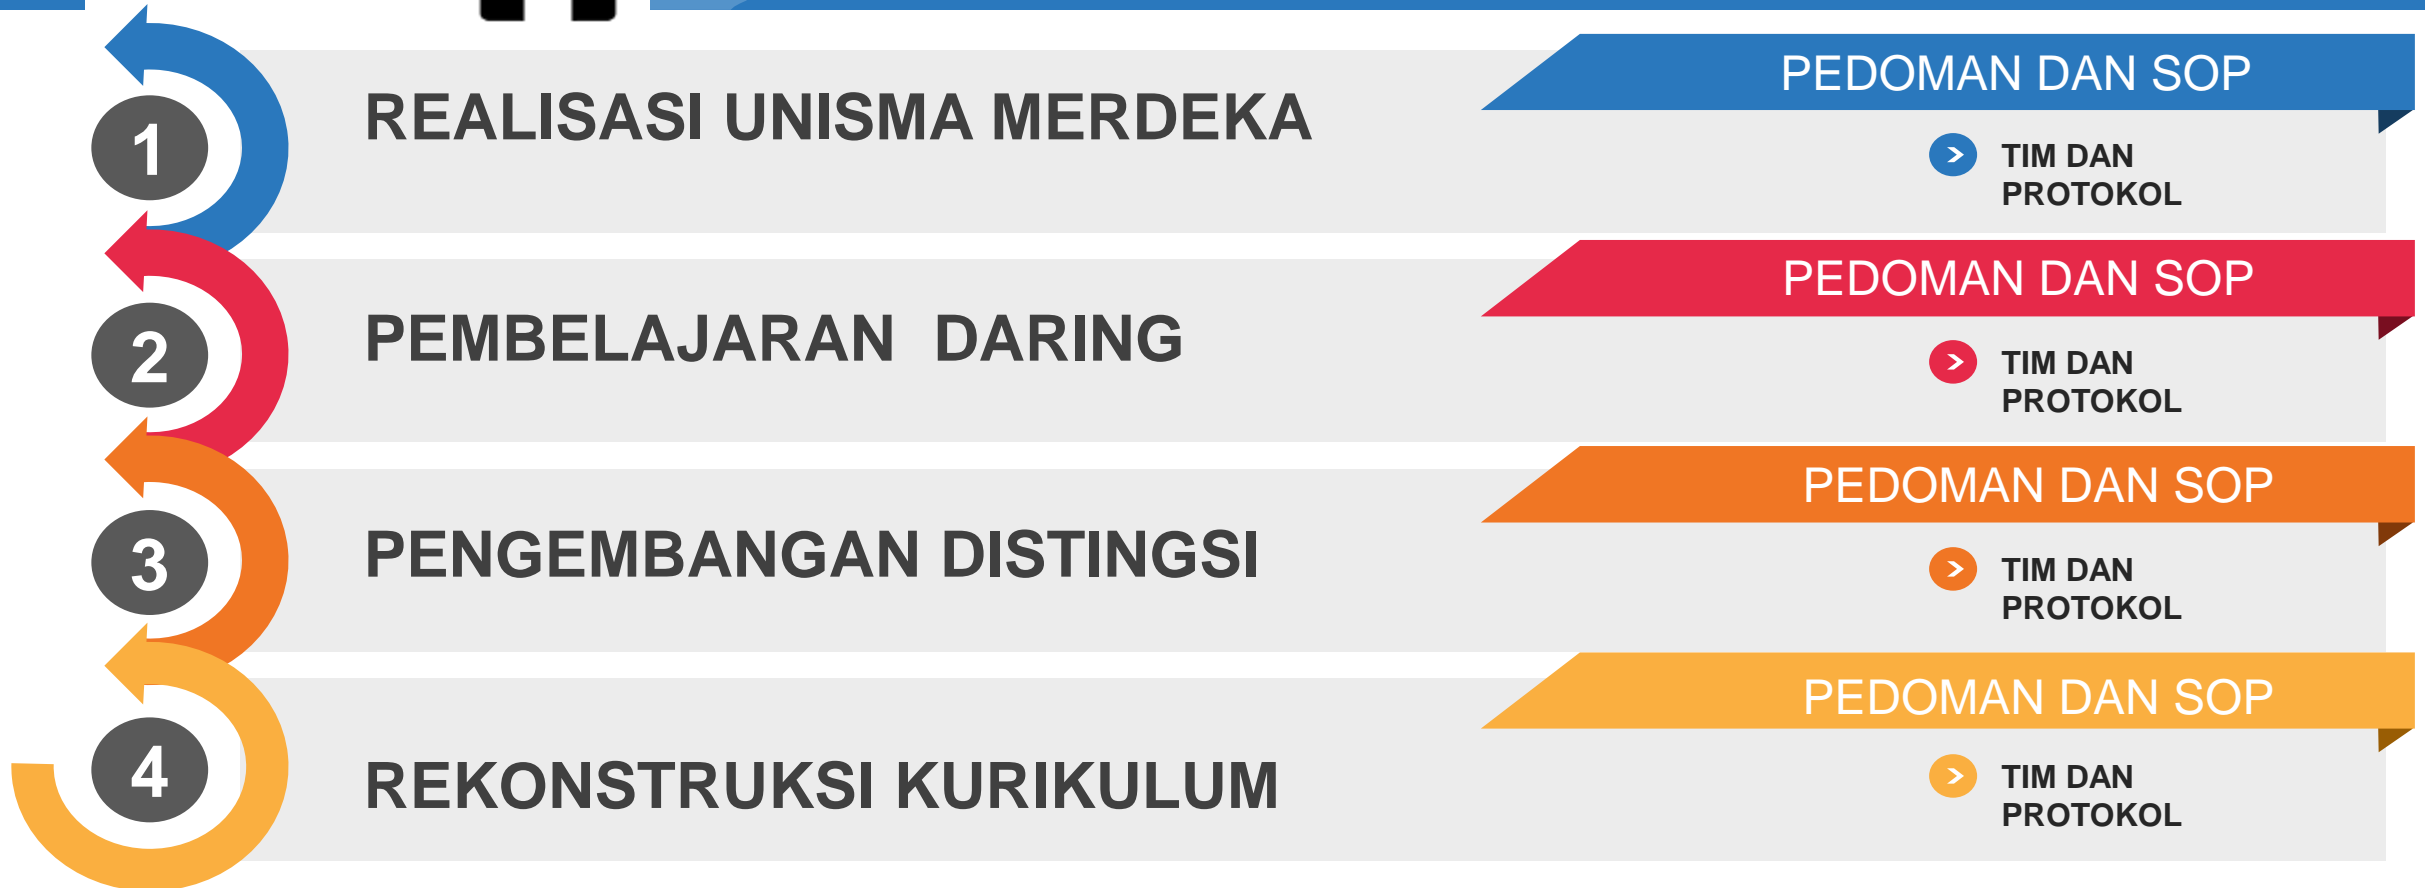 1
REALISASI UNISMA MERDEKA
PEDOMAN DAN SOP
TIM DAN
PROTOKOL
2
PEMBELAJARAN DARING
PEDOMAN DAN SOP
TIM DAN
PROTOKOL
3
PENGEMBANGAN DISTINGSI
PEDOMAN DAN SOP
TIM DAN
PROTOKOL
4
REKONSTRUKSI KURIKULUM
PEDOMAN DAN SOP
TIM DAN
PROTOKOL